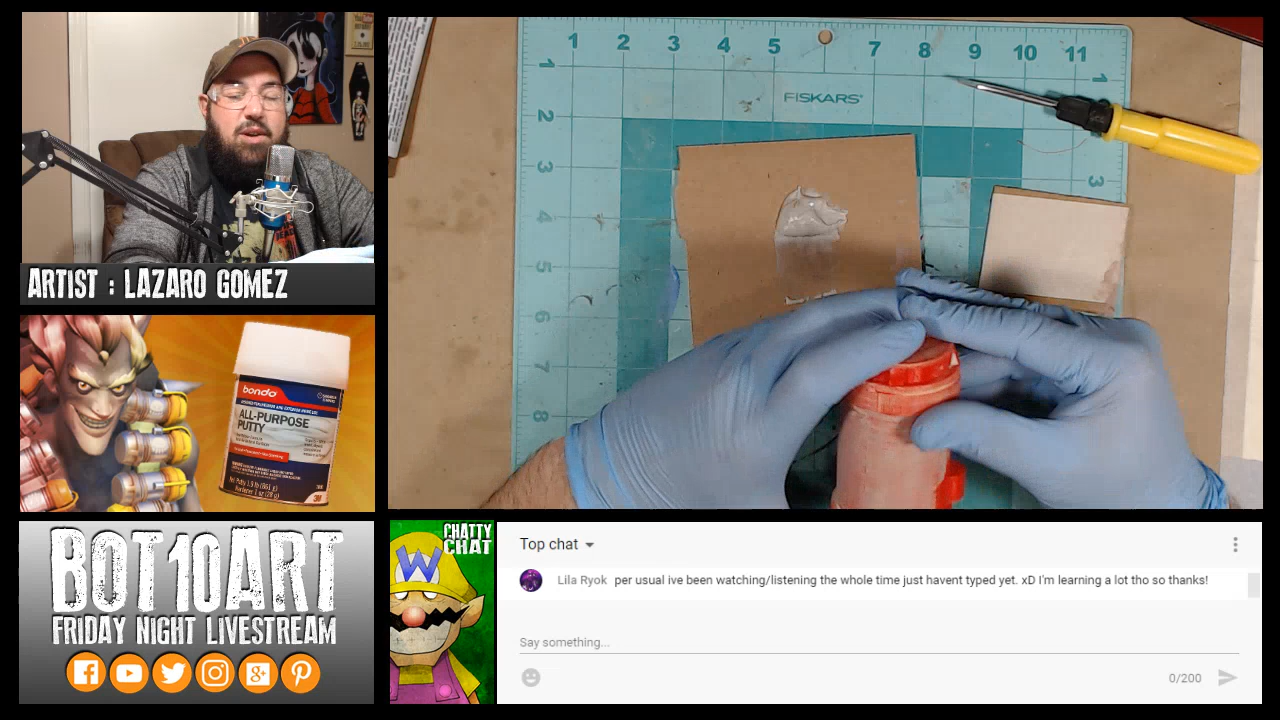 ARTIST : LAZARO GOMEZ
1 2 3 4 5 7 8 9 10 11
1 1
2
3 3
4
5
6
7
8
FISKARS
bondo
ALL-PURPOSE
PUTTY
3M
BOT10ART
FRIDAY NIGHT LIVESTREAM
CHATTY
CHAT
W
Top chat
Lila Ryok per usual ive been watching/listening the whole time just havent typed yet. xD I'm learning a lot tho so thanks!
Say something...
0/200